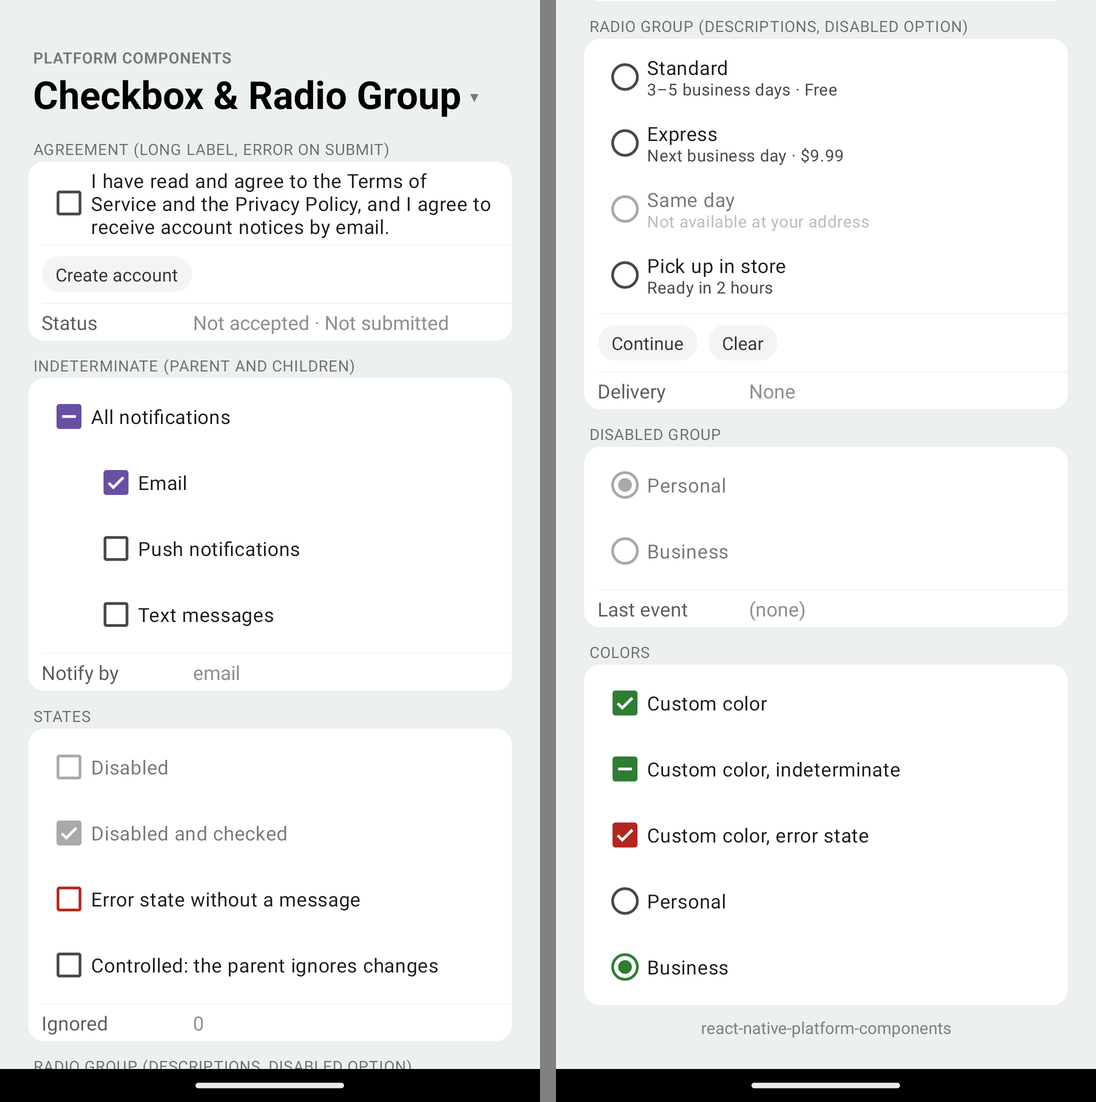 PLATFORM COMPONENTS
Checkbox & Radio Group
AGREEMENT (LONG LABEL, ERROR ON SUBMIT)
I have read and agree to the Terms of
Service and the Privacy Policy, and I agree to
receive account notices by email.
Create account
Status Not accepted · Not submitted
INDETERMINATE (PARENT AND CHILDREN)
All notifications
Email
Push notifications
Text messages
Notify by email
STATES
Disabled
Disabled and checked
Error state without a message
Controlled: the parent ignores changes
Ignored 0
RADIO GROUP (DESCRIPTIONS, DISABLED OPTION)
RADIO GROUP (DESCRIPTIONS, DISABLED OPTION)
Standard
3–5 business days · Free
Express
Next business day · $9.99
Same day
Not available at your address
Pick up in store
Ready in 2 hours
Continue Clear
Delivery None
DISABLED GROUP
Personal
Business
Last event (none)
COLORS
Custom color
Custom color, indeterminate
Custom color, error state
Personal
Business
react-native-platform-components